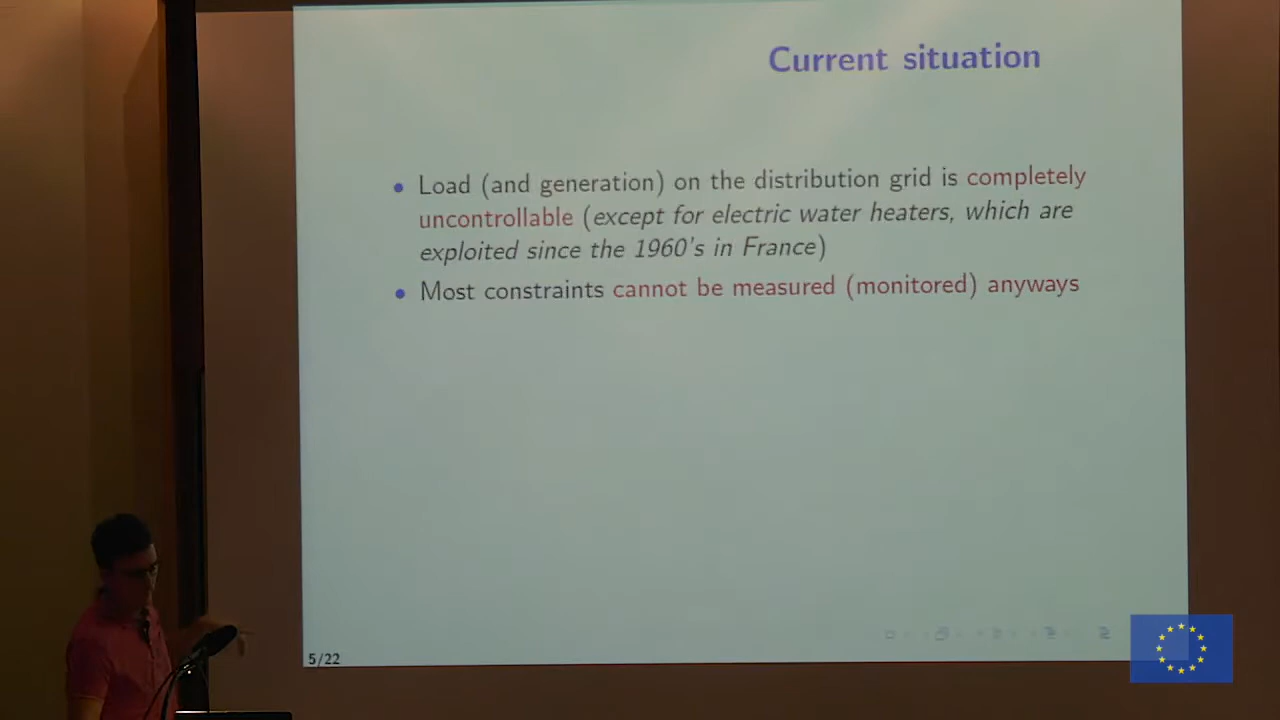 Current situation
• Load (and generation) on the distribution grid is completely
uncontrollable (except for electric water heaters, which are
exploited since the 1960's in France)
• Most constraints cannot be measured (monitored) anyways
5/22